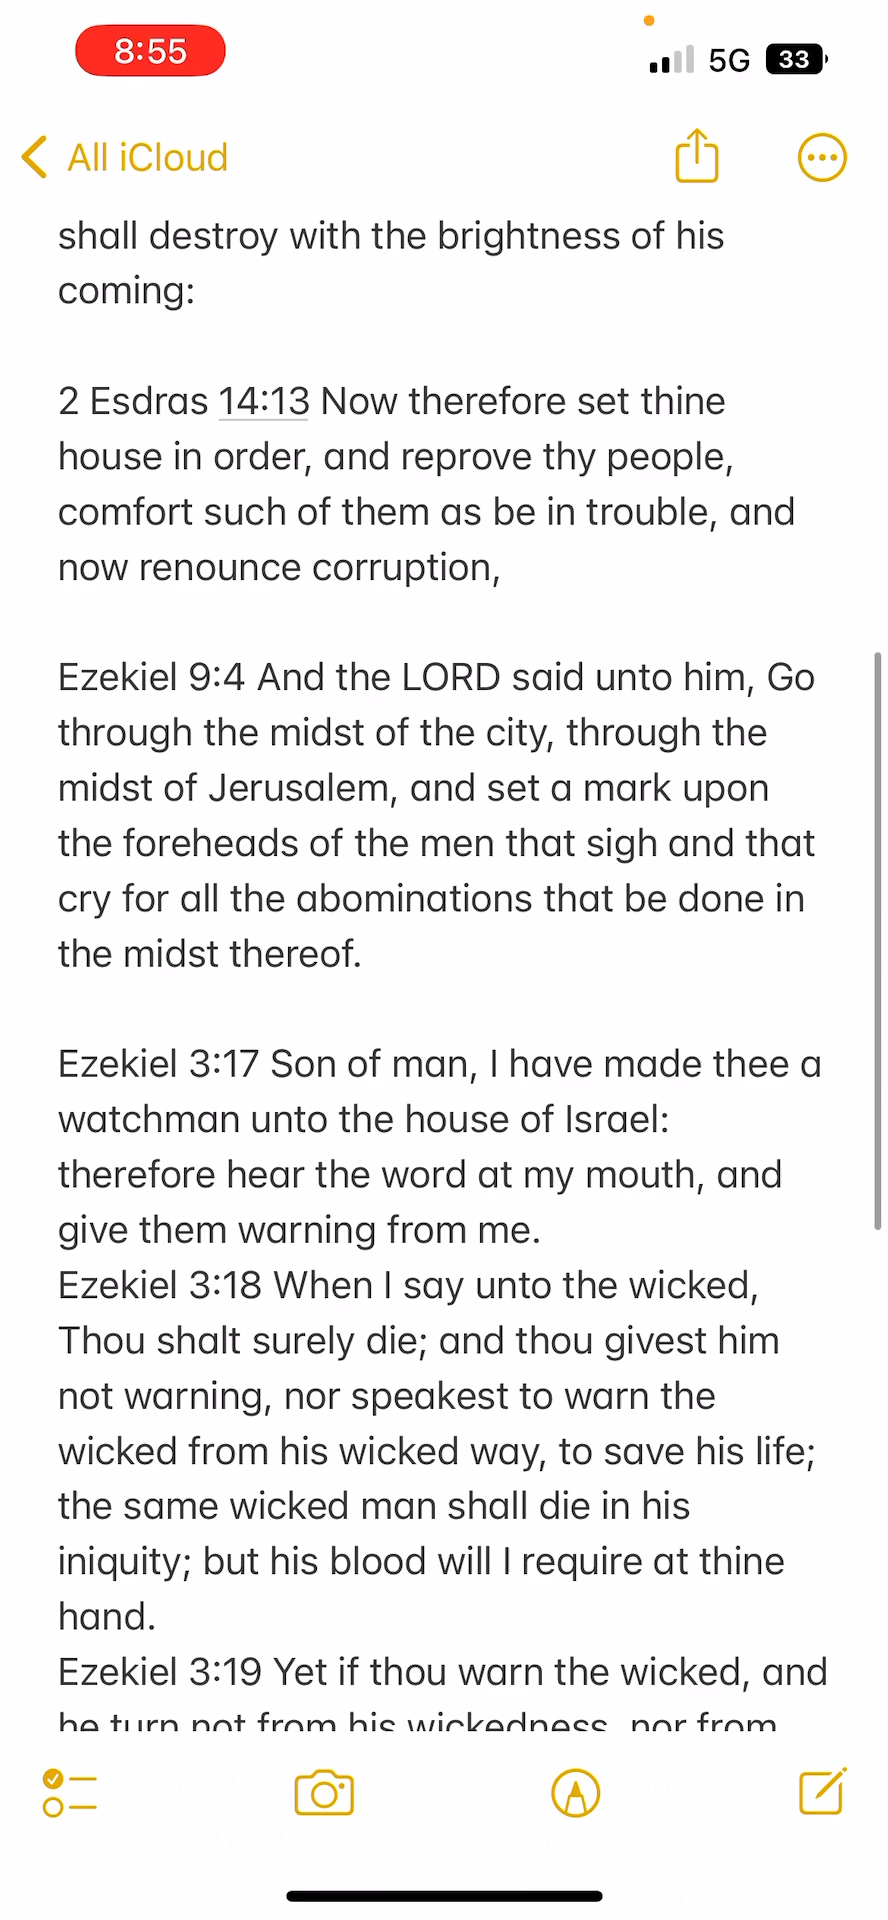 8:55
5G
33
All iCloud
shall destroy with the brightness of his
coming:
2 Esdras 14:13 Now therefore set thine
house in order, and reprove thy people,
comfort such of them as be in trouble, and
now renounce corruption,
Ezekiel 9:4 And the LORD said unto him, Go
through the midst of the city, through the
midst of Jerusalem, and set a mark upon
the foreheads of the men that sigh and that
cry for all the abominations that be done in
the midst thereof.
Ezekiel 3:17 Son of man, I have made thee a
watchman unto the house of Israel:
therefore hear the word at my mouth, and
give them warning from me.
Ezekiel 3:18 When I say unto the wicked,
Thou shalt surely die; and thou givest him
not warning, nor speakest to warn the
wicked from his wicked way, to save his life;
the same wicked man shall die in his
iniquity; but his blood will I require at thine
hand.
Ezekiel 3:19 Yet if thou warn the wicked, and
he turn not from his wickedness, nor from